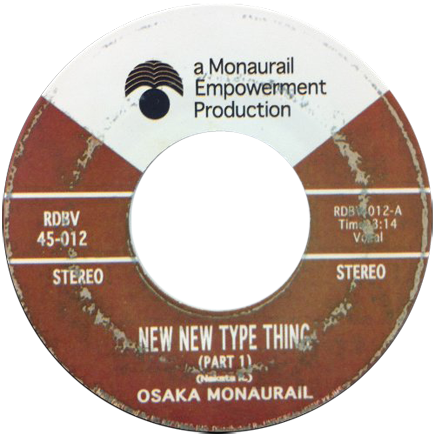 a Monaurail
Empowerment
Production
RDBV
45-012
RDBV-012-A
Time:3:14
Vocal
STEREO
STEREO
NEW NEW TYPE THING
(PART 1)
(Nakata R.)
OSAKA MONAURAIL